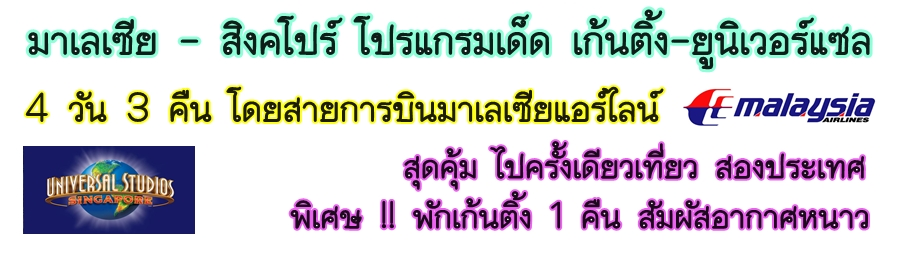 มาเลเซีย - สิงคโปร์ โปรแกรมเด็ด เก้นติ้ง-ยูนิเวอร์แซล
4 วัน 3 คืน โดยสายการบินมาเลเซียแอร์ไลน์
malaysia
AIRLINES
UNIVERSAL STUDIOS
SINGAPORE
สุดคุ้ม ไปครั้งเดียวเที่ยว ส่องประเทศ
พิเศษ !! พักเก้นติ้ง 1 คืน สัมผัสอากาศหนาว